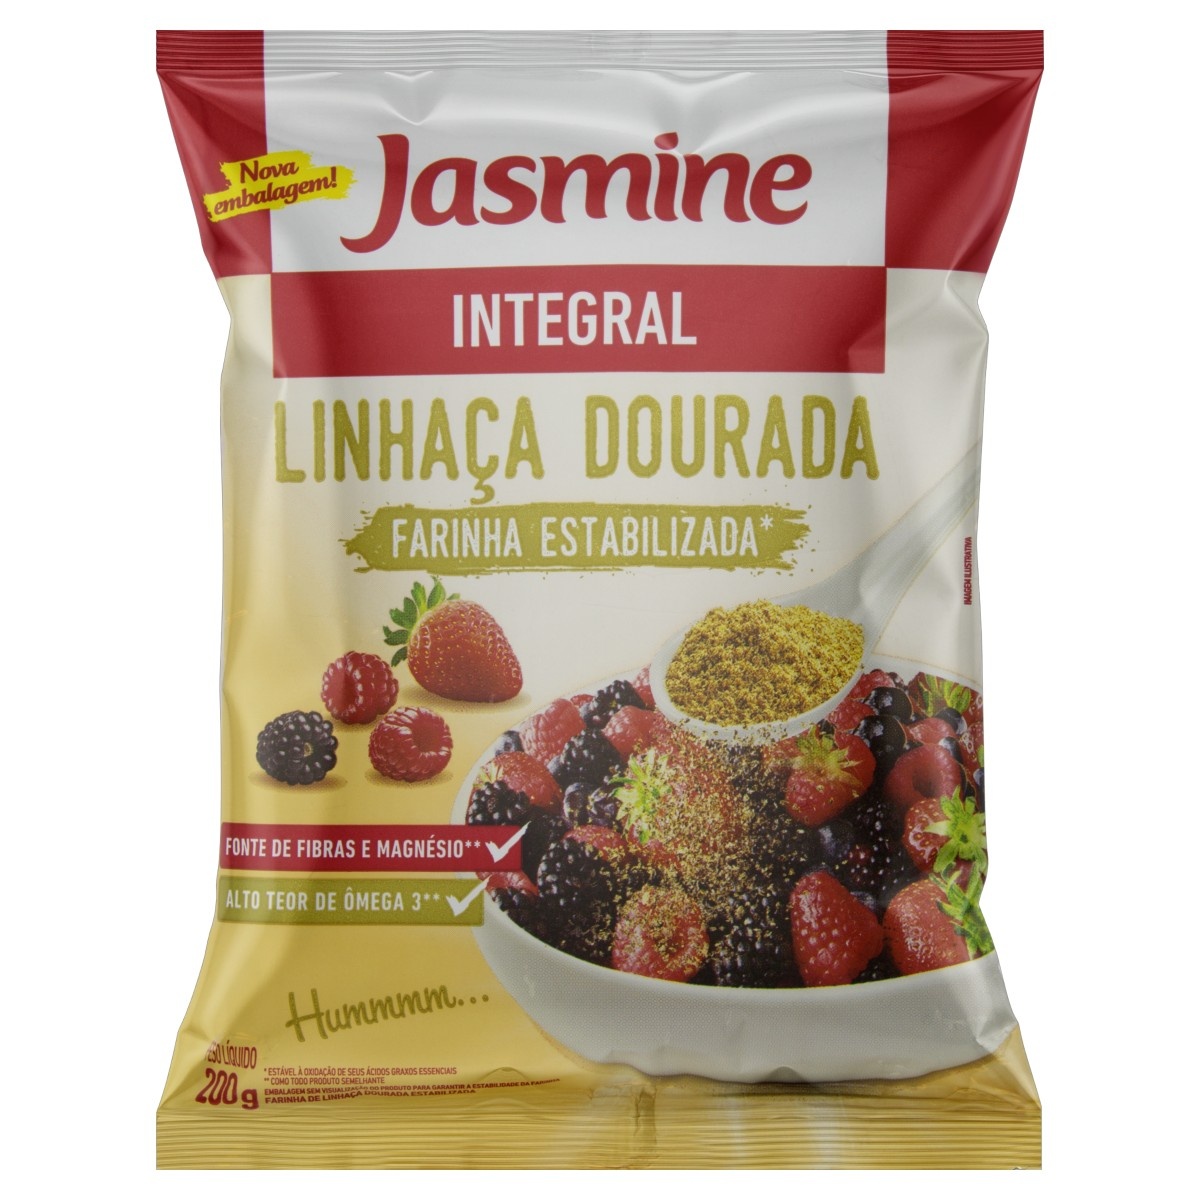 Nova
embalagem!
Jasmine
INTEGRAL
LINHAÇA DOURADA
FARINHA ESTABILIZADA*
IMAGEM ILUSTRATIVA
FONTE DE FIBRAS E MAGNÉSIO**
ALTO TEOR DE ÔMEGA 3**
Hummmm...
PESO LÍQUIDO
200g
* ESTÁVEL À OXIDAÇÃO DE SEUS ÁCIDOS GRAXOS ESSENCIAIS
** COMO TODO PRODUTO SEMELHANTE
EMBALAGEM SEM VISUALIZAÇÃO DO PRODUTO PARA GARANTIR A ESTABILIDADE DA FARINHA
FARINHA DE LINHAÇA DOURADA ESTABILIZADA